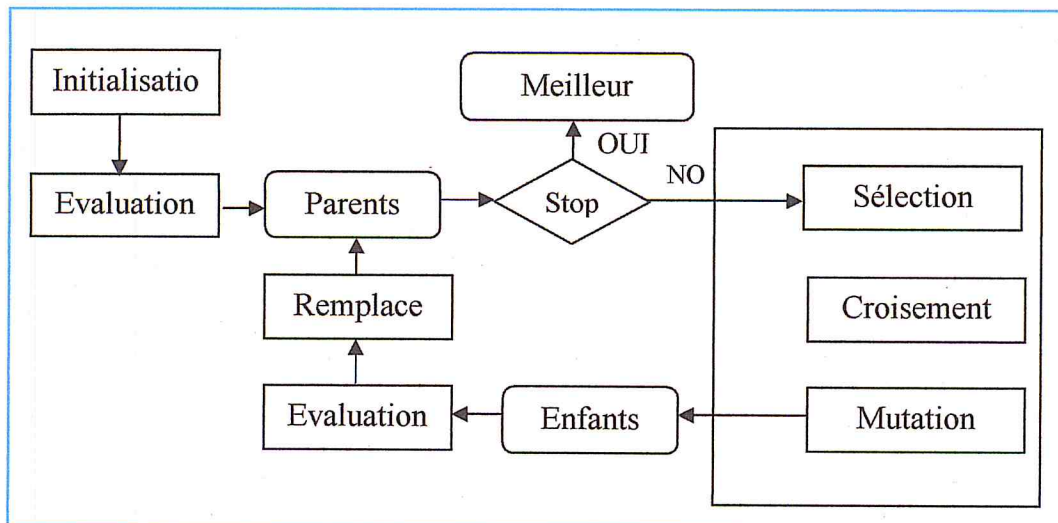 Initialisatio
Meilleur
OUI
Evaluation
Parents
Stop
NO
Sélection
Remplace
Croisement
Evaluation
Enfants
Mutation